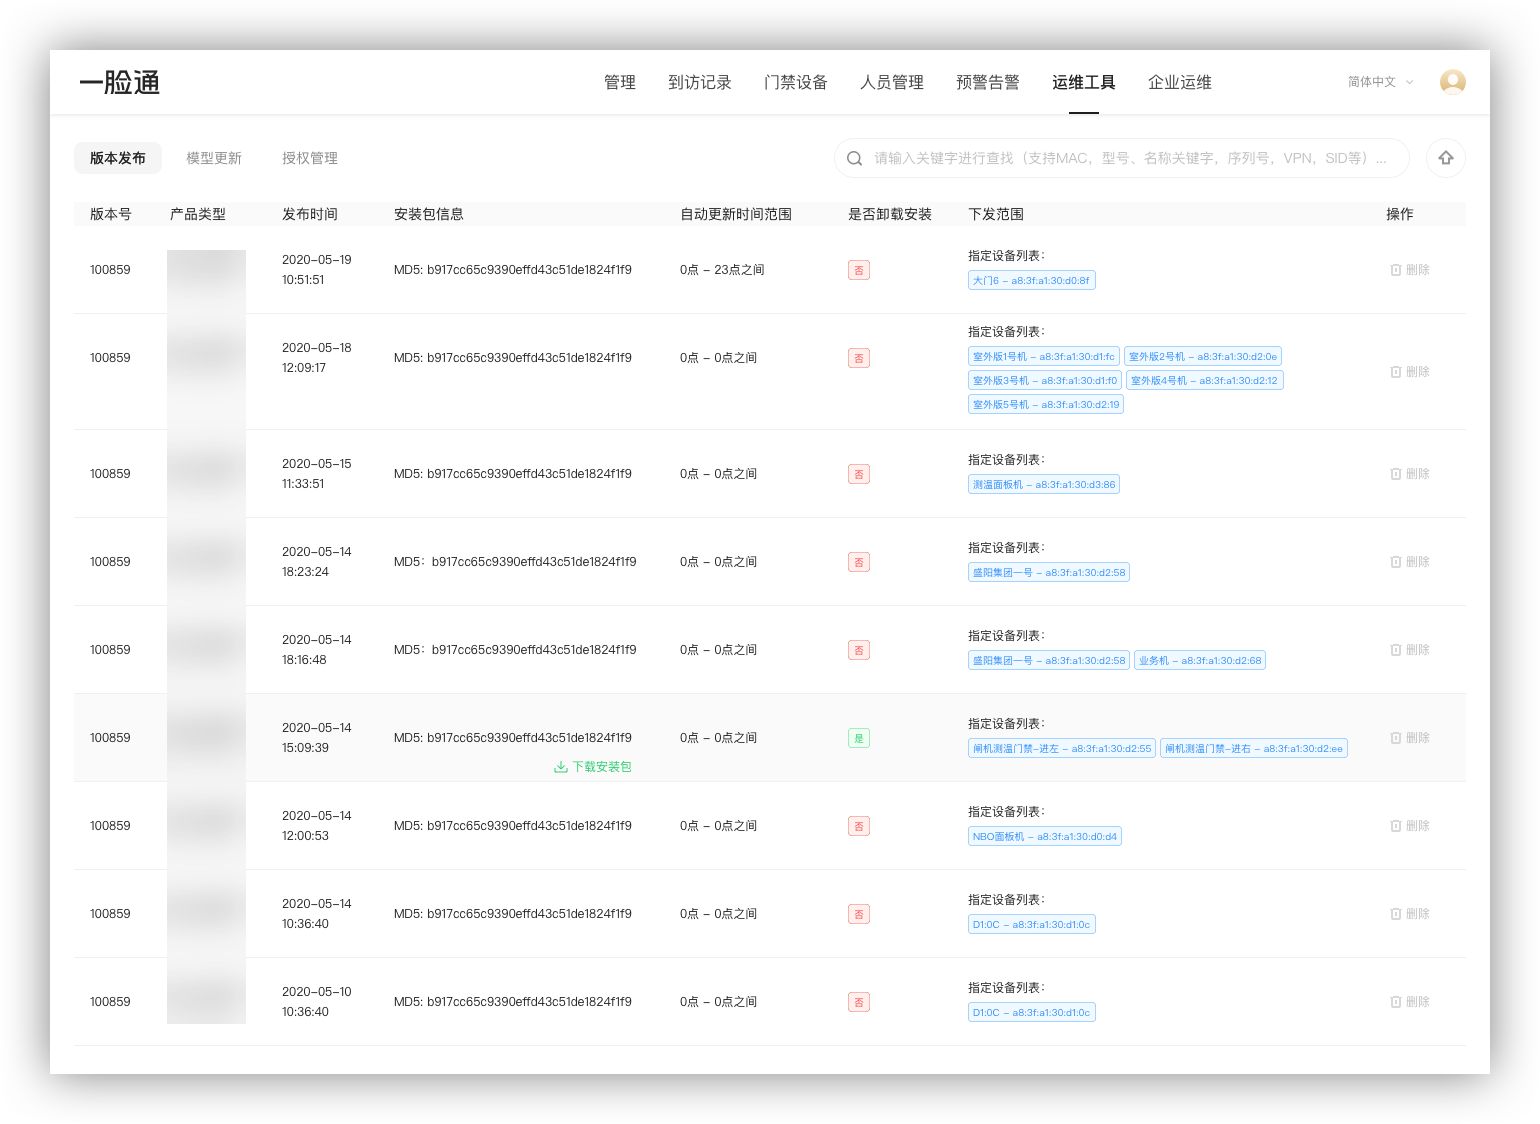 一脸通
管理 到访记录 门禁设备 人员管理 预警告警 运维工具 企业运维 简体中文
版本发布 模型更新 授权管理 请输入关键字进行查找（支持MAC，型号、名称关键字，序列号，VPN，SID等）...
版本号 产品类型 发布时间 安装包信息 自动更新时间范围 是否卸载安装 下发范围 操作
100859 2020-05-19 10:51:51 MD5: b917cc65c9390effd43c51de1824f1f9 0点 - 23点之间 否 指定设备列表： 删除
大门6 - a8:3f:a1:30:d0:8f
100859 2020-05-18 12:09:17 MD5: b917cc65c9390effd43c51de1824f1f9 0点 - 0点之间 否 指定设备列表： 删除
室外版1号机 - a8:3f:a1:30:d1:fc 室外版2号机 - a8:3f:a1:30:d2:0e
室外版3号机 - a8:3f:a1:30:d1:f0 室外版4号机 - a8:3f:a1:30:d2:12
室外版5号机 - a8:3f:a1:30:d2:19
100859 2020-05-15 11:33:51 MD5: b917cc65c9390effd43c51de1824f1f9 0点 - 0点之间 否 指定设备列表： 删除
测温面板机 - a8:3f:a1:30:d3:86
100859 2020-05-14 18:23:24 MD5：b917cc65c9390effd43c51de1824f1f9 0点 - 0点之间 否 指定设备列表： 删除
盛阳集团一号 - a8:3f:a1:30:d2:58
100859 2020-05-14 18:16:48 MD5：b917cc65c9390effd43c51de1824f1f9 0点 - 0点之间 否 指定设备列表： 删除
盛阳集团一号 - a8:3f:a1:30:d2:58 业务机 - a8:3f:a1:30:d2:68
100859 2020-05-14 15:09:39 MD5: b917cc65c9390effd43c51de1824f1f9 0点 - 0点之间 是 指定设备列表： 删除
闸机测温门禁-进左 - a8:3f:a1:30:d2:55 闸机测温门禁-进右 - a8:3f:a1:30:d2:ee
下载安装包
100859 2020-05-14 12:00:53 MD5: b917cc65c9390effd43c51de1824f1f9 0点 - 0点之间 否 指定设备列表： 删除
NBO面板机 - a8:3f:a1:30:d0:d4
100859 2020-05-14 10:36:40 MD5: b917cc65c9390effd43c51de1824f1f9 0点 - 0点之间 否 指定设备列表： 删除
D1:0C - a8:3f:a1:30:d1:0c
100859 2020-05-10 10:36:40 MD5: b917cc65c9390effd43c51de1824f1f9 0点 - 0点之间 否 指定设备列表： 删除
D1:0C - a8:3f:a1:30:d1:0c